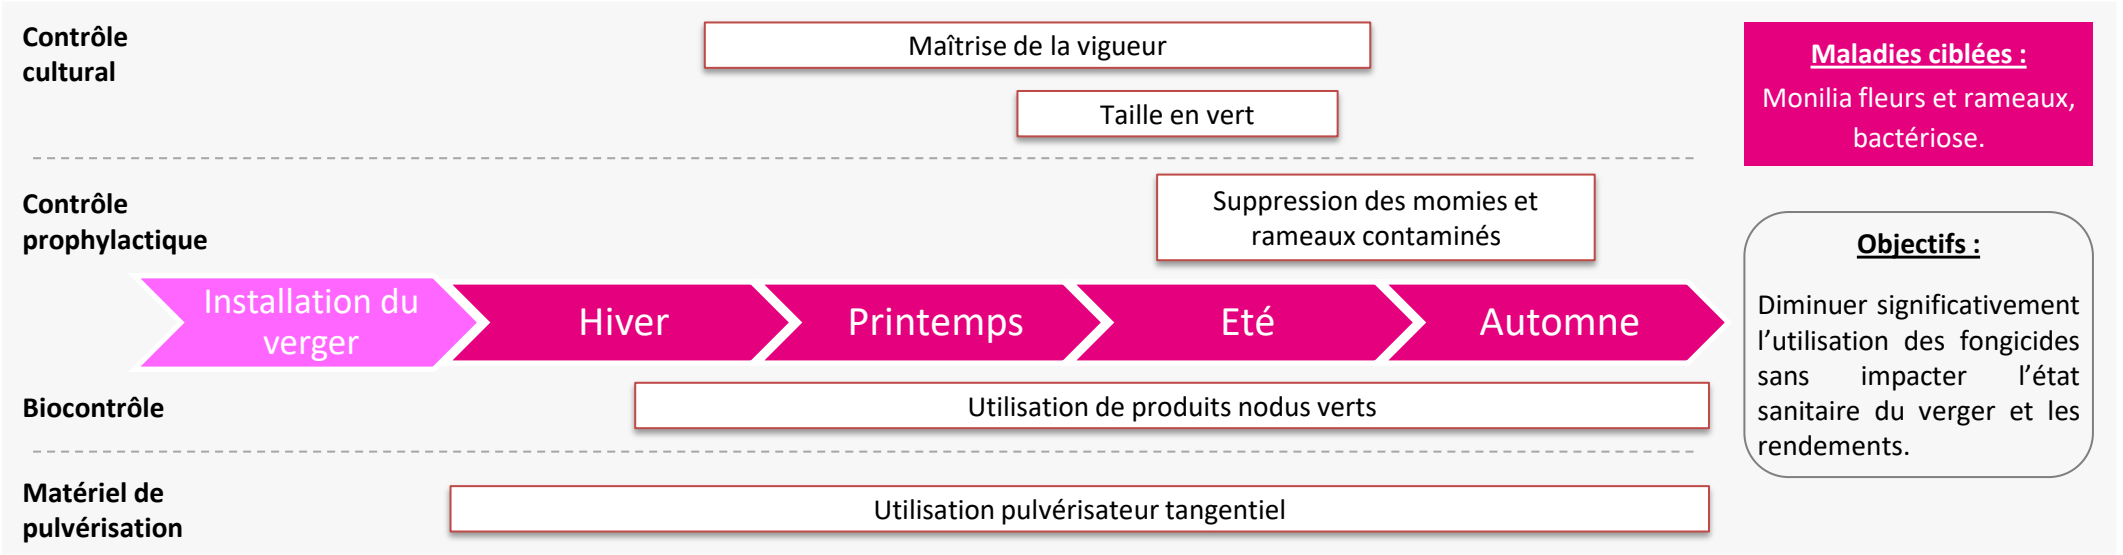 Contrôle
cultural
Maîtrise de la vigueur
Taille en vert
Contrôle
prophylactique
Suppression des momies et
rameaux contaminés
Installation du
verger
Hiver
Printemps
Eté
Automne
Biocontrôle
Utilisation de produits nodus verts
Matériel de
pulvérisation
Utilisation pulvérisateur tangentiel
Maladies ciblées :
Monilia fleurs et rameaux,
bactériose.
Objectifs :
Diminuer significativement
l’utilisation des fongicides
sans impacter l’état
sanitaire du verger et les
rendements.